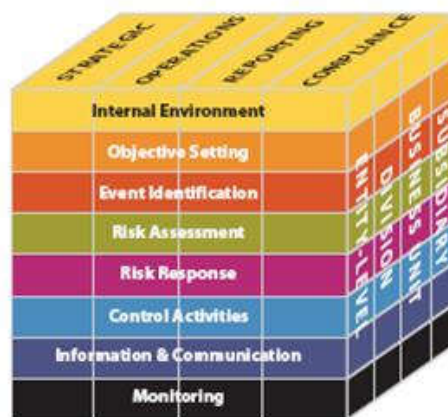 STRATEGIC
OPERATIONS
REPORTING
COMPLIANCE
Internal Environment
Objective Setting
Event Identification
Risk Assessment
Risk Response
Control Activities
Information & Communication
Monitoring
ENTITY-LEVEL
DIVISION
BUSINESS UNIT
SUBSIDIARY